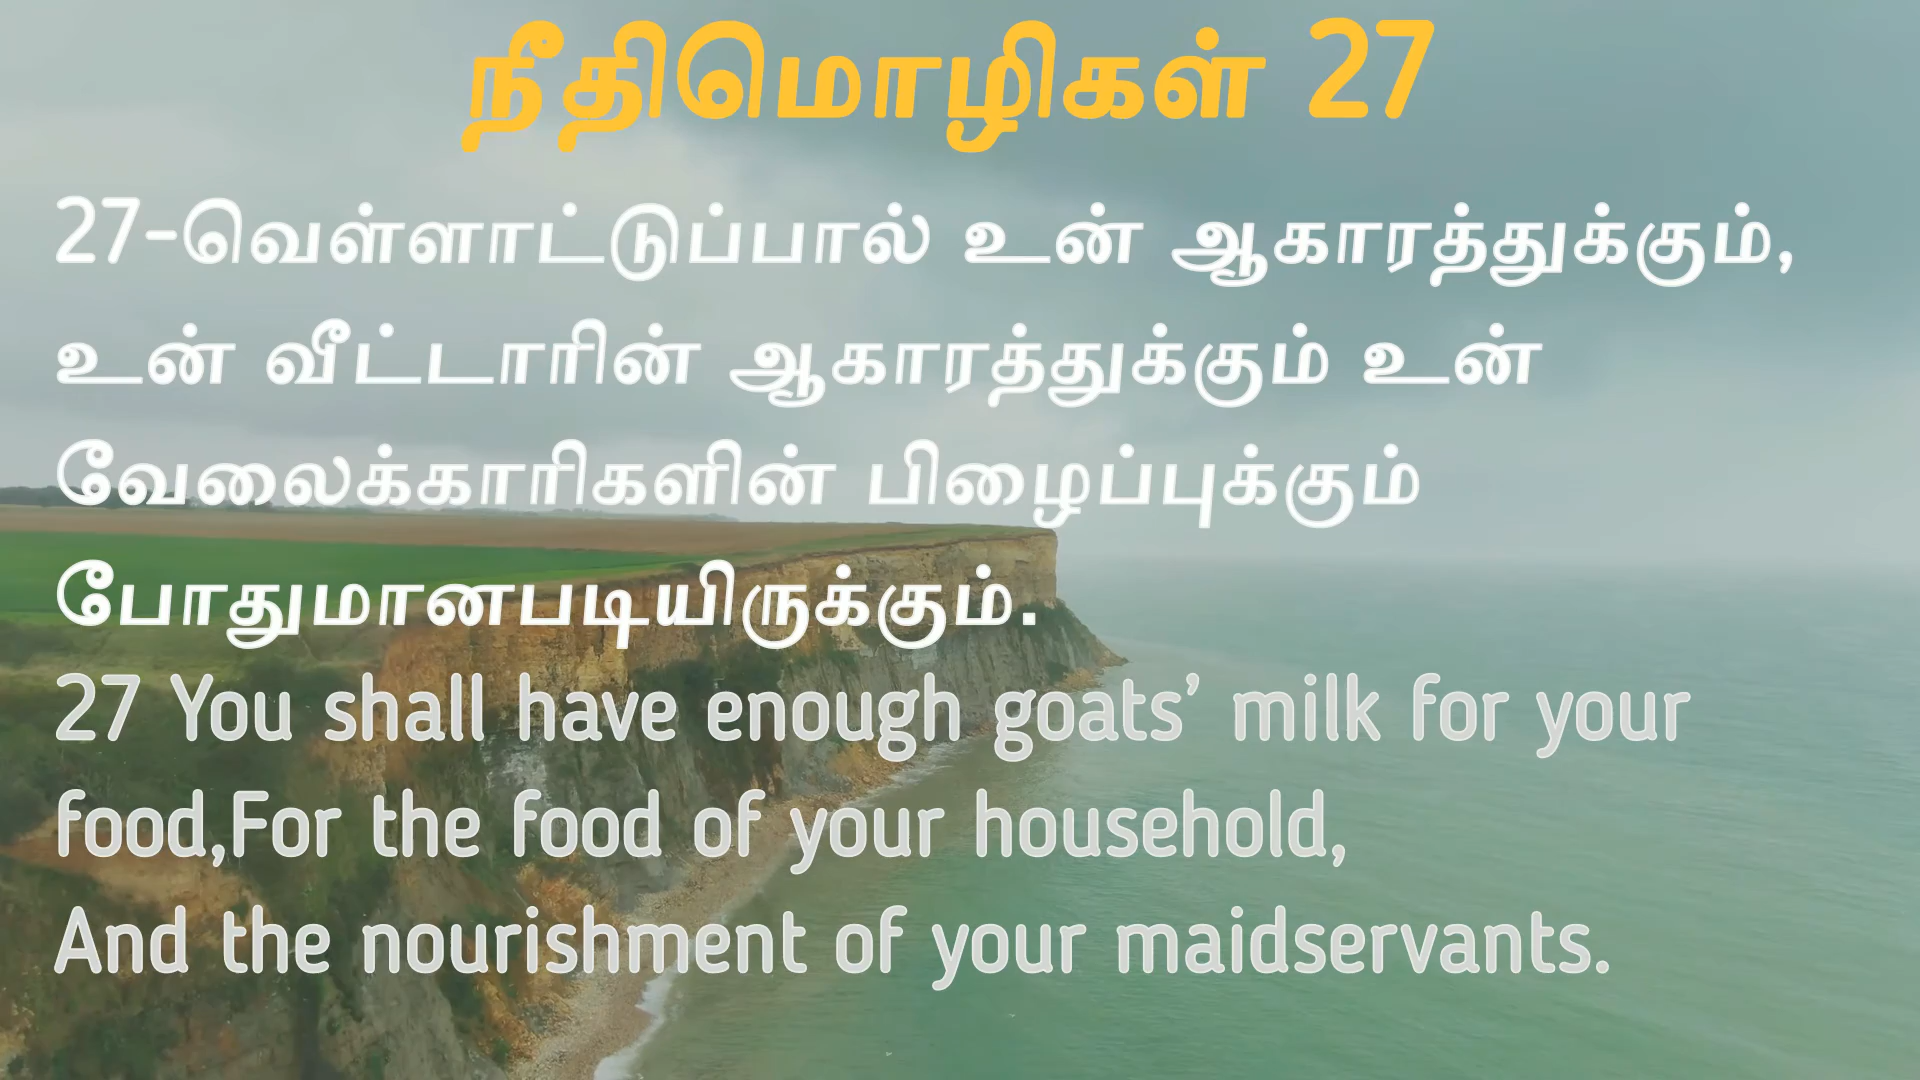 நீதிமொழிகள் 27
27-வெள்ளாட்டுப்பால் உன் ஆகாரத்துக்கும்,
உன் வீட்டாரின் ஆகாரத்துக்கும் உன்
வேலைக்காரிகளின் பிழைப்புக்கும்
போதுமானபடியிருக்கும்.
27 You shall have enough goats’ milk for your
food,For the food of your household,
And the nourishment of your maidservants.